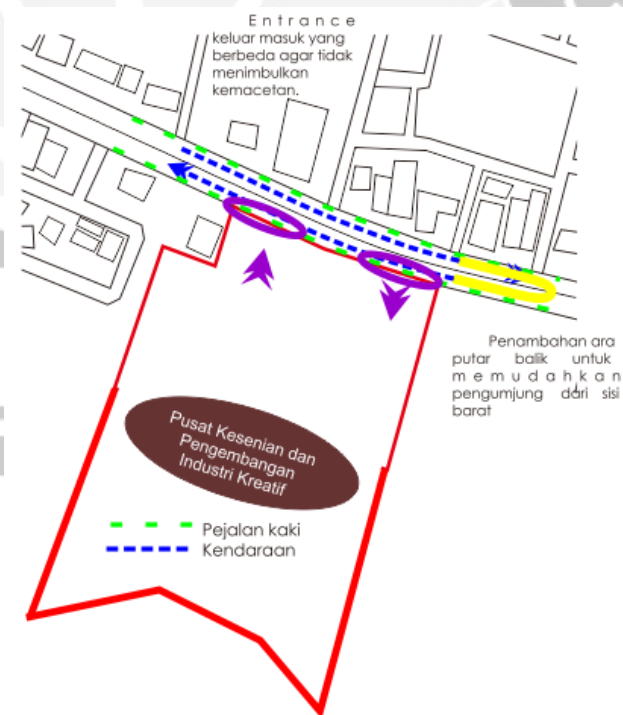 Entrance
keluar masuk yang
berbeda agar tidak
menimbulkan
kemacetan.
Penambahan ara
putar balik untuk
memudahkan
pengumjung dari sisi
barat
Pusat Kesenian dan
Pengembangan
Industri Kreatif
Pejalan kaki
Kendaraan